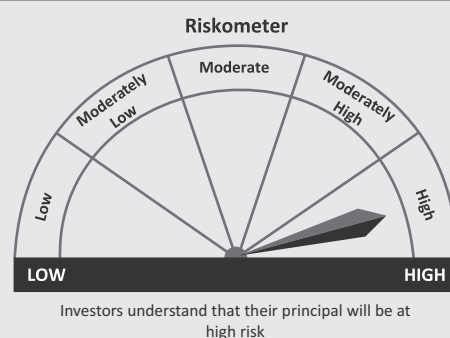 Riskometer
Moderate
Moderately
Low
Moderately
High
Low
High
LOW
HIGH
Investors understand that their principal will be at
high risk